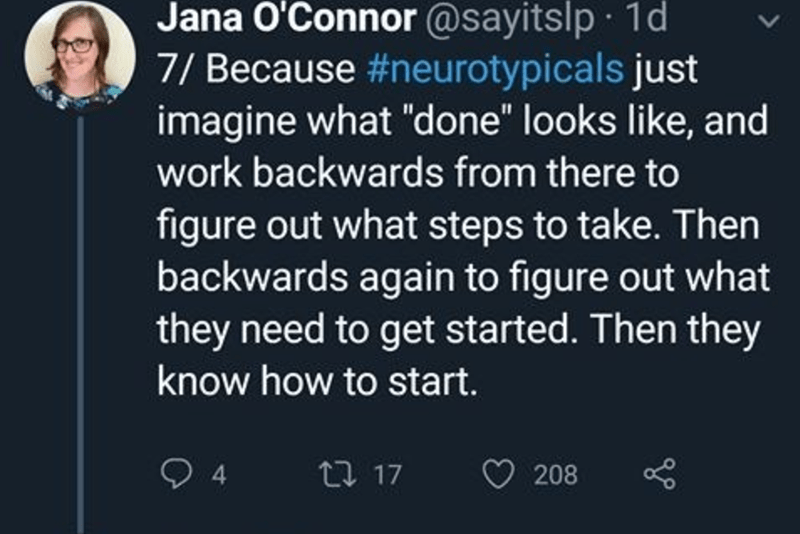 Jana O'Connor @sayitslp · 1d
7/ Because #neurotypicals just
imagine what "done" looks like, and
work backwards from there to
figure out what steps to take. Then
backwards again to figure out what
they need to get started. Then they
know how to start.
4 17 208